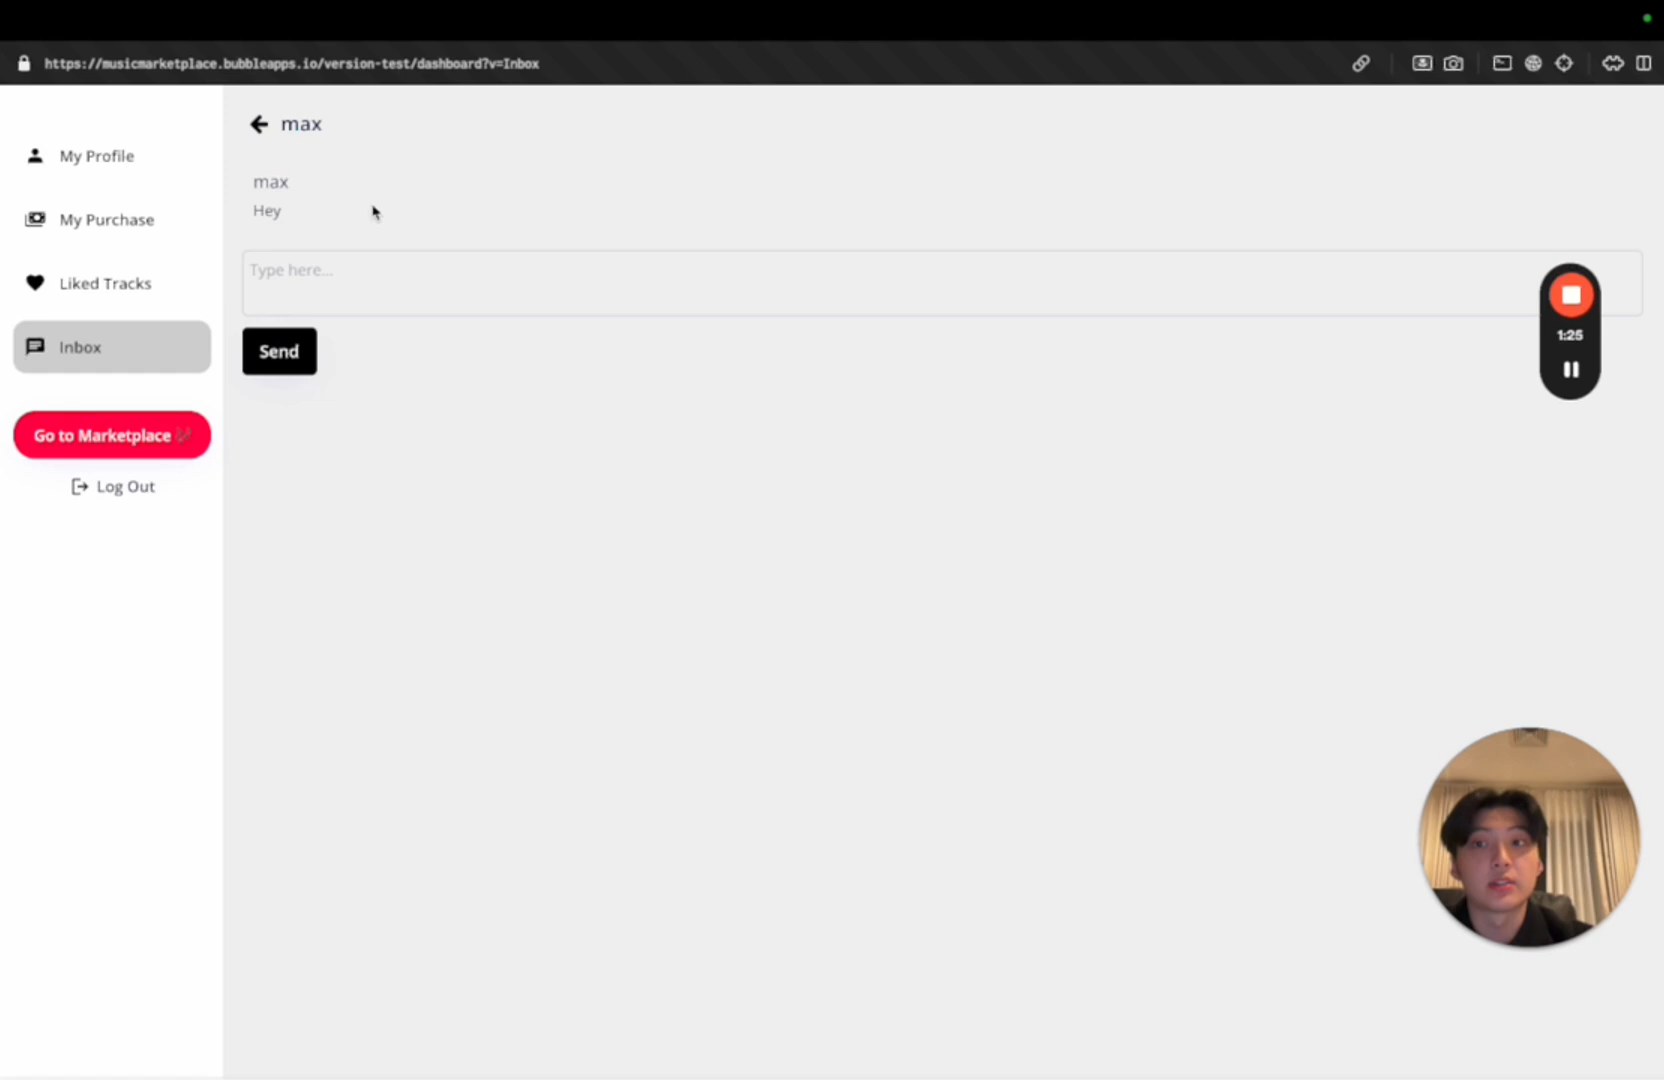 https://musicmarketplace.bubbleapps.io/version-test/dashboard?v=Inbox
max
My Profile
max
Hey
My Purchase
Type here...
Liked Tracks
Inbox
Send
1:25
Go to Marketplace
Log Out